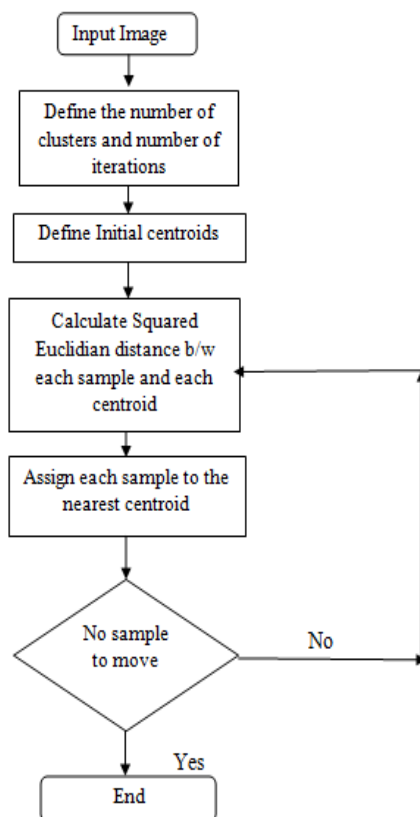 Input Image
Define the number of
clusters and number of
iterations
Define Initial centroids
Calculate Squared
Euclidian distance b/w
each sample and each
centroid
Assign each sample to the
nearest centroid
No sample
to move
No
Yes
End